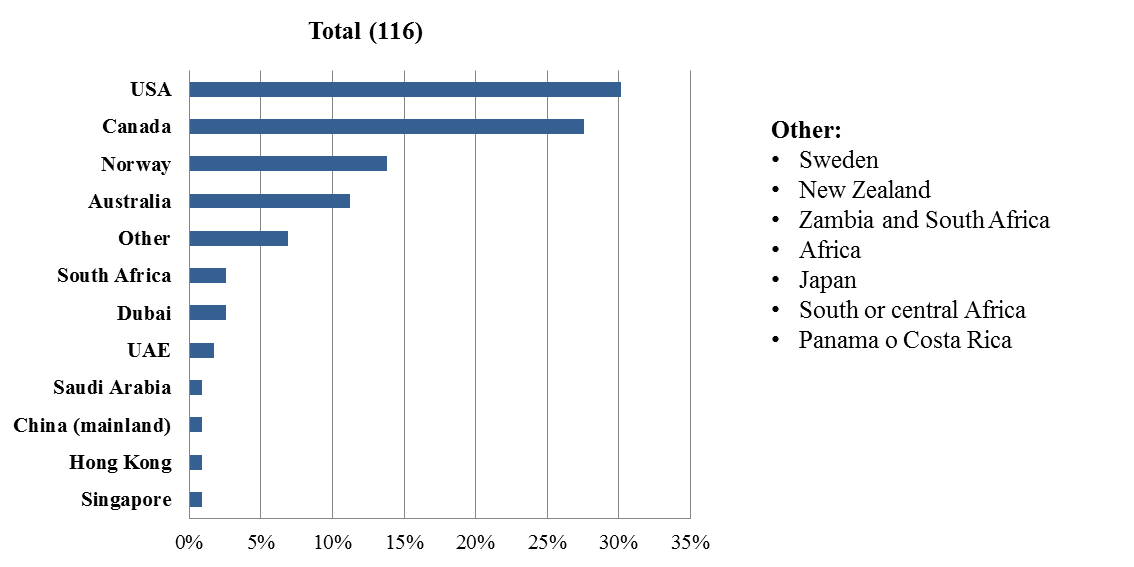 Total (116)
USA
Canada
Norway
Australia
Other
South Africa
Dubai
UAE
Saudi Arabia
China (mainland)
Hong Kong
Singapore
0% 5% 10% 15% 20% 25% 30% 35%
Other:
• Sweden
• New Zealand
• Zambia and South Africa
• Africa
• Japan
• South or central Africa
• Panama o Costa Rica